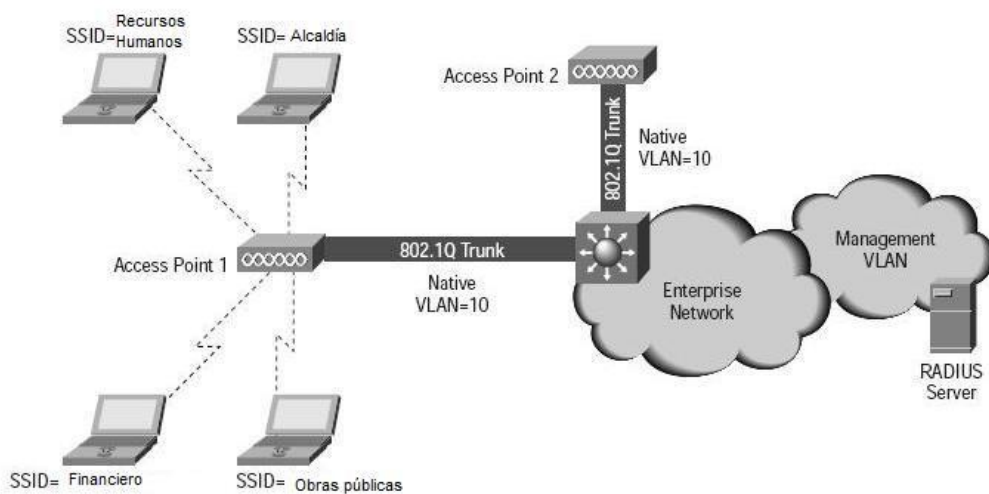 SSID= Recursos
Humanos
SSID= Alcaldía
Access Point 2
802.1Q Trunk
Native
VLAN=10
Access Point 1
802.1Q Trunk
Native
VLAN=10
Enterprise
Network
Management
VLAN
RADIUS
Server
SSID= Financiero
SSID= Obras públicas